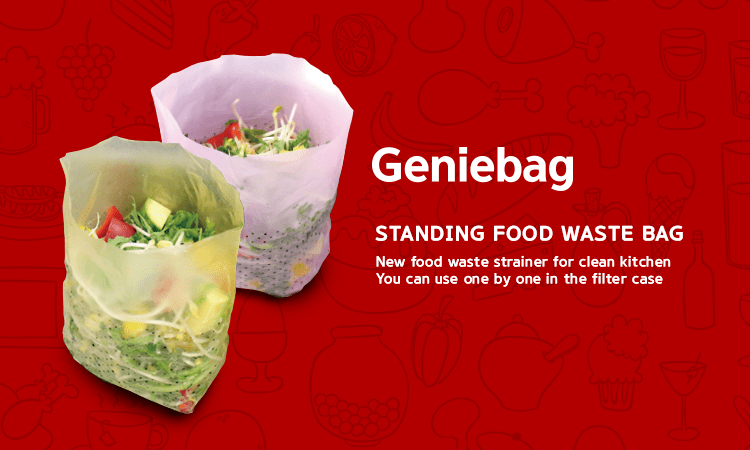 Geniebag
STANDING FOOD WASTE BAG
New food waste strainer for clean kitchen
You can use one by one in the filter case